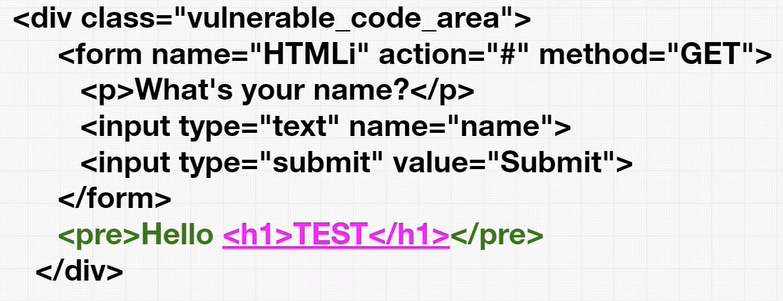 <div class="vulnerable_code_area">
<form name="HTMLi" action="#" method="GET">
<p>What's your name?</p>
<input type="text" name="name">
<input type="submit" value="Submit">
</form>
<pre>Hello <h1>TEST</h1></pre>
</div>